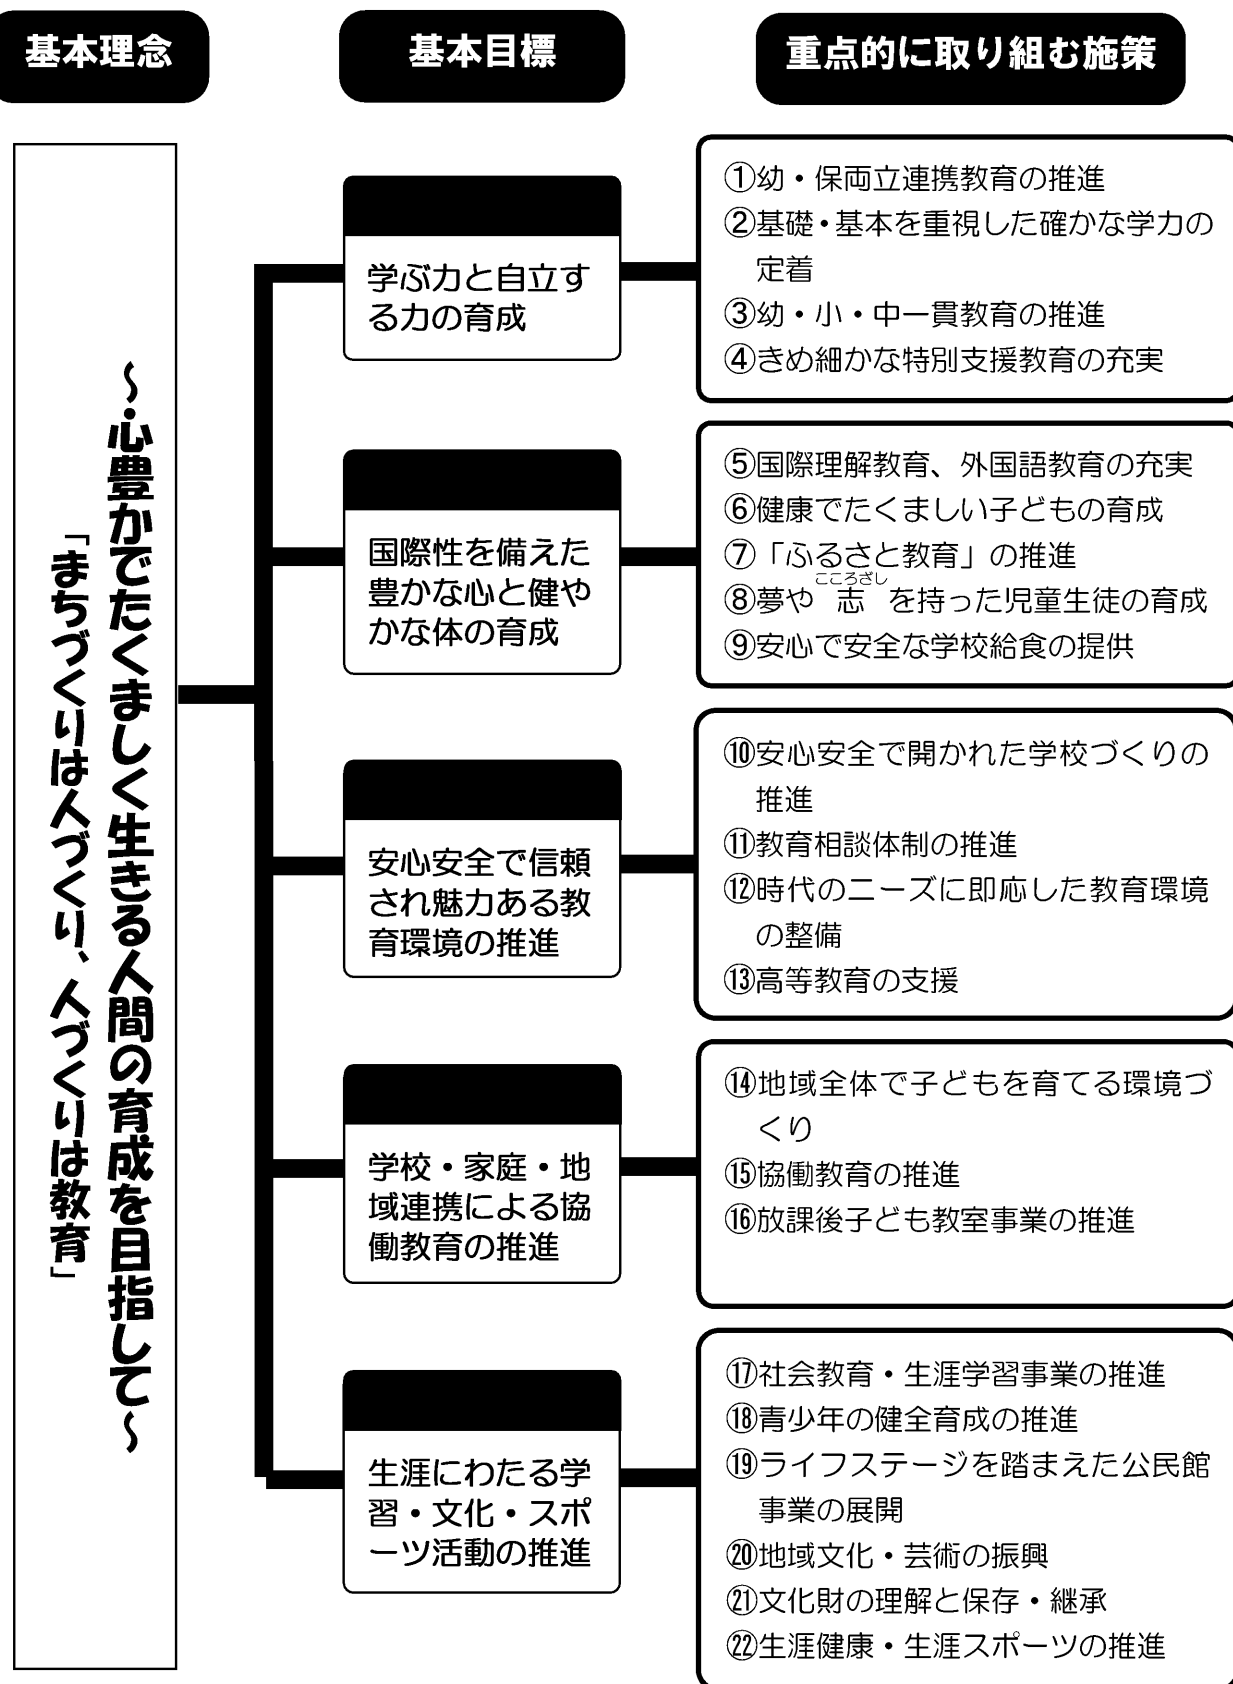 基本理念
基本目標
重点的に取り組む施策
～心豊かでたくましく生きる人間の育成を目指して～
「まちづくりは人づくり、人づくりは教育」
学ぶ力と自立す
る力の育成
①幼・保両立連携教育の推進
②基礎・基本を重視した確かな学力の
定着
③幼・小・中一貫教育の推進
④きめ細かな特別支援教育の充実
国際性を備えた
豊かな心と健や
かな体の育成
⑤国際理解教育、外国語教育の充実
⑥健康でたくましい子どもの育成
⑦「ふるさと教育」の推進
こころざし
⑧夢や志を持った児童生徒の育成
⑨安心で安全な学校給食の提供
安心安全で信頼
され魅力ある教
育環境の推進
⑩安心安全で開かれた学校づくりの
推進
⑪教育相談体制の推進
⑫時代のニーズに即応した教育環境
の整備
⑬高等教育の支援
学校・家庭・地
域連携による協
働教育の推進
⑭地域全体で子どもを育てる環境づ
くり
⑮協働教育の推進
⑯放課後子ども教室事業の推進
生涯にわたる学
習・文化・スポ
ーツ活動の推進
⑰社会教育・生涯学習事業の推進
⑱青少年の健全育成の推進
⑲ライフステージを踏まえた公民館
事業の展開
⑳地域文化・芸術の振興
㉑文化財の理解と保存・継承
㉒生涯健康・生涯スポーツの推進